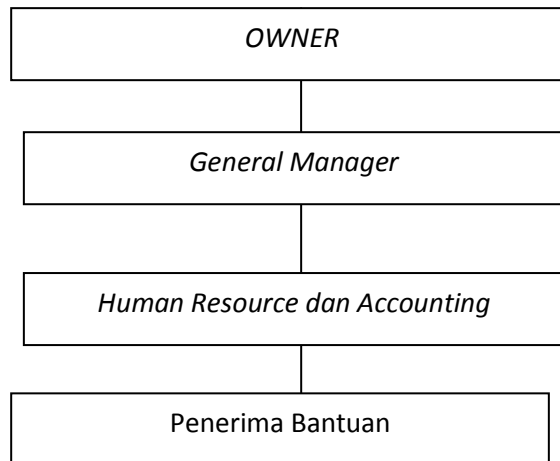 OWNER
General Manager
Human Resource dan Accounting
Penerima Bantuan